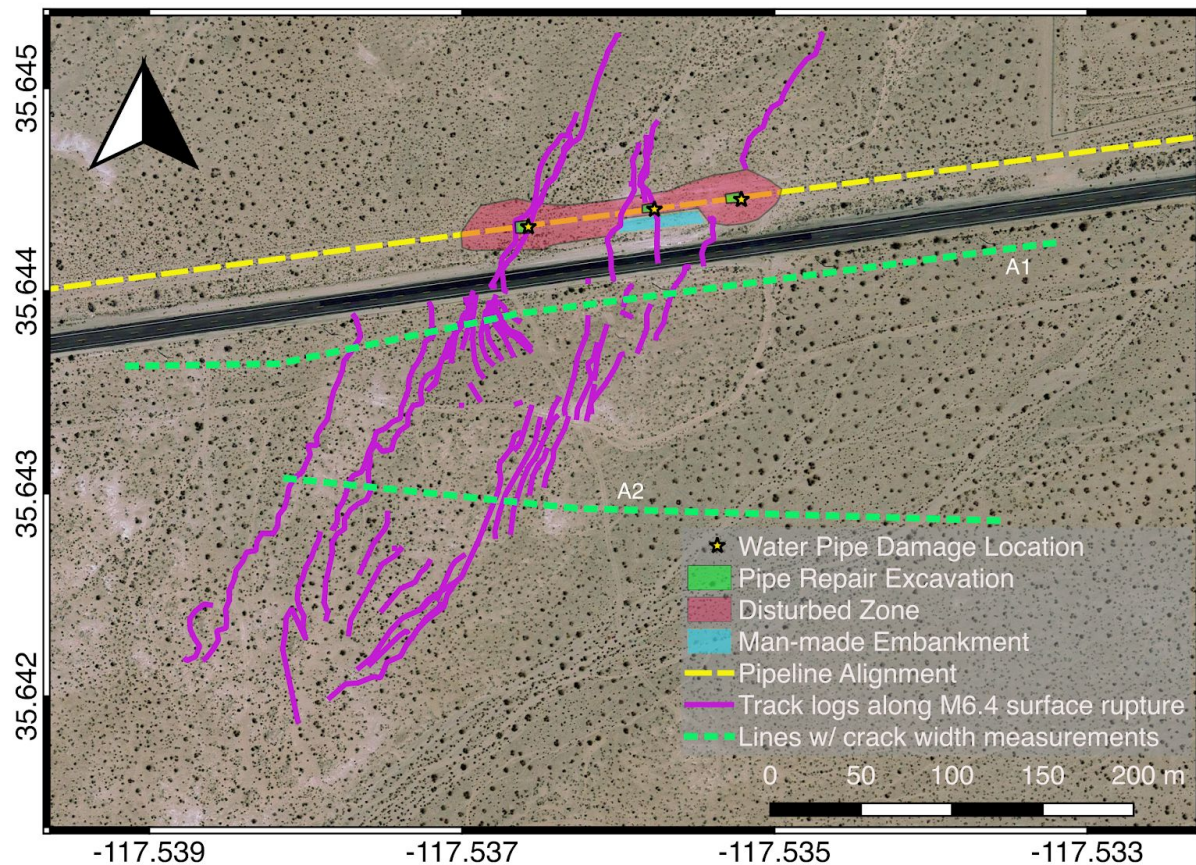 35.645
35.644
35.643
35.642
A1
A2
Water Pipe Damage Location
Pipe Repair Excavation
Disturbed Zone
Man-made Embankment
Pipeline Alignment
Track logs along M6.4 surface rupture
Lines w/ crack width measurements
0 50 100 150 200 m
-117.539 -117.537 -117.535 -117.533